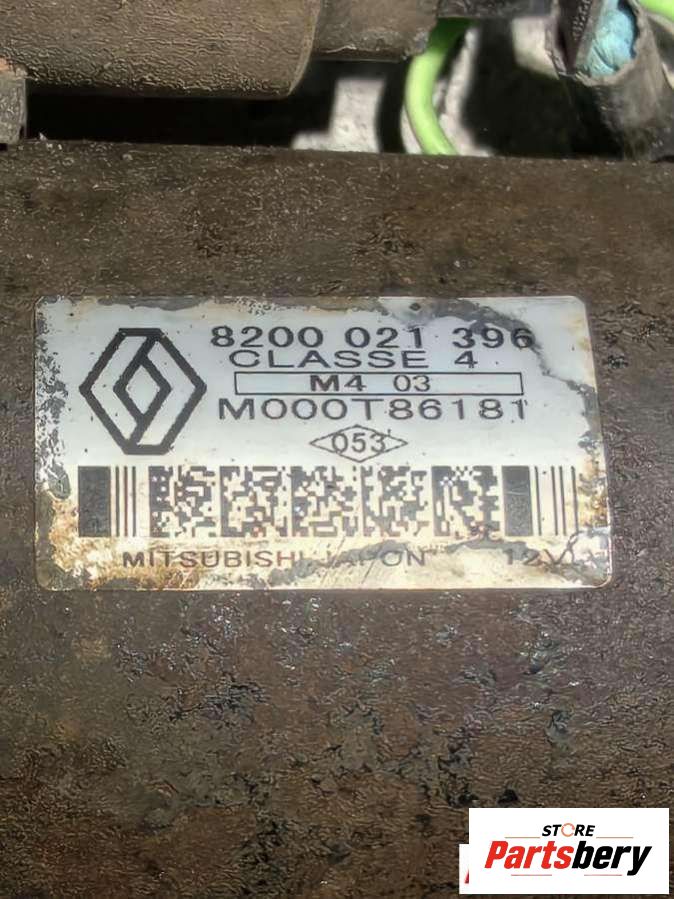 8200 021 396
CLASSE 4
M4 03
M000T86181
053
MITSUBISHI JAPON 12V
STORE
Partsbery